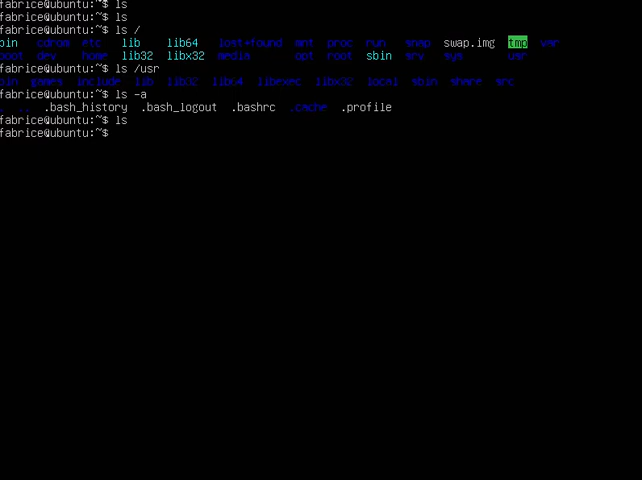 fabrice@ubuntu:~$ ls
fabrice@ubuntu:~$ ls
fabrice@ubuntu:~$ ls /
bin cdrom etc lib lib64 lost+found mnt proc run snap swap.img tmp var
boot dev home lib32 libx32 media opt root sbin srv sys usr
fabrice@ubuntu:~$ ls /usr
bin games include lib lib32 lib64 libexec libx32 local sbin share src
fabrice@ubuntu:~$ ls -a
. .. .bash_history .bash_logout .bashrc .cache .profile
fabrice@ubuntu:~$ ls
fabrice@ubuntu:~$